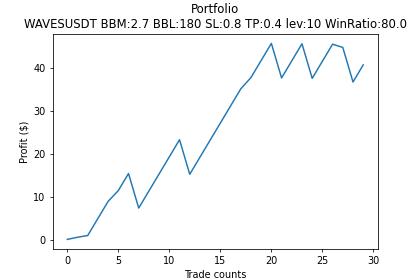 Portfolio
WAVESUSDT BBM:2.7 BBL:180 SL:0.8 TP:0.4 lev:10 WinRatio:80.0
40
30
20
10
0
Profit ($)
0 5 10 15 20 25 30
Trade counts